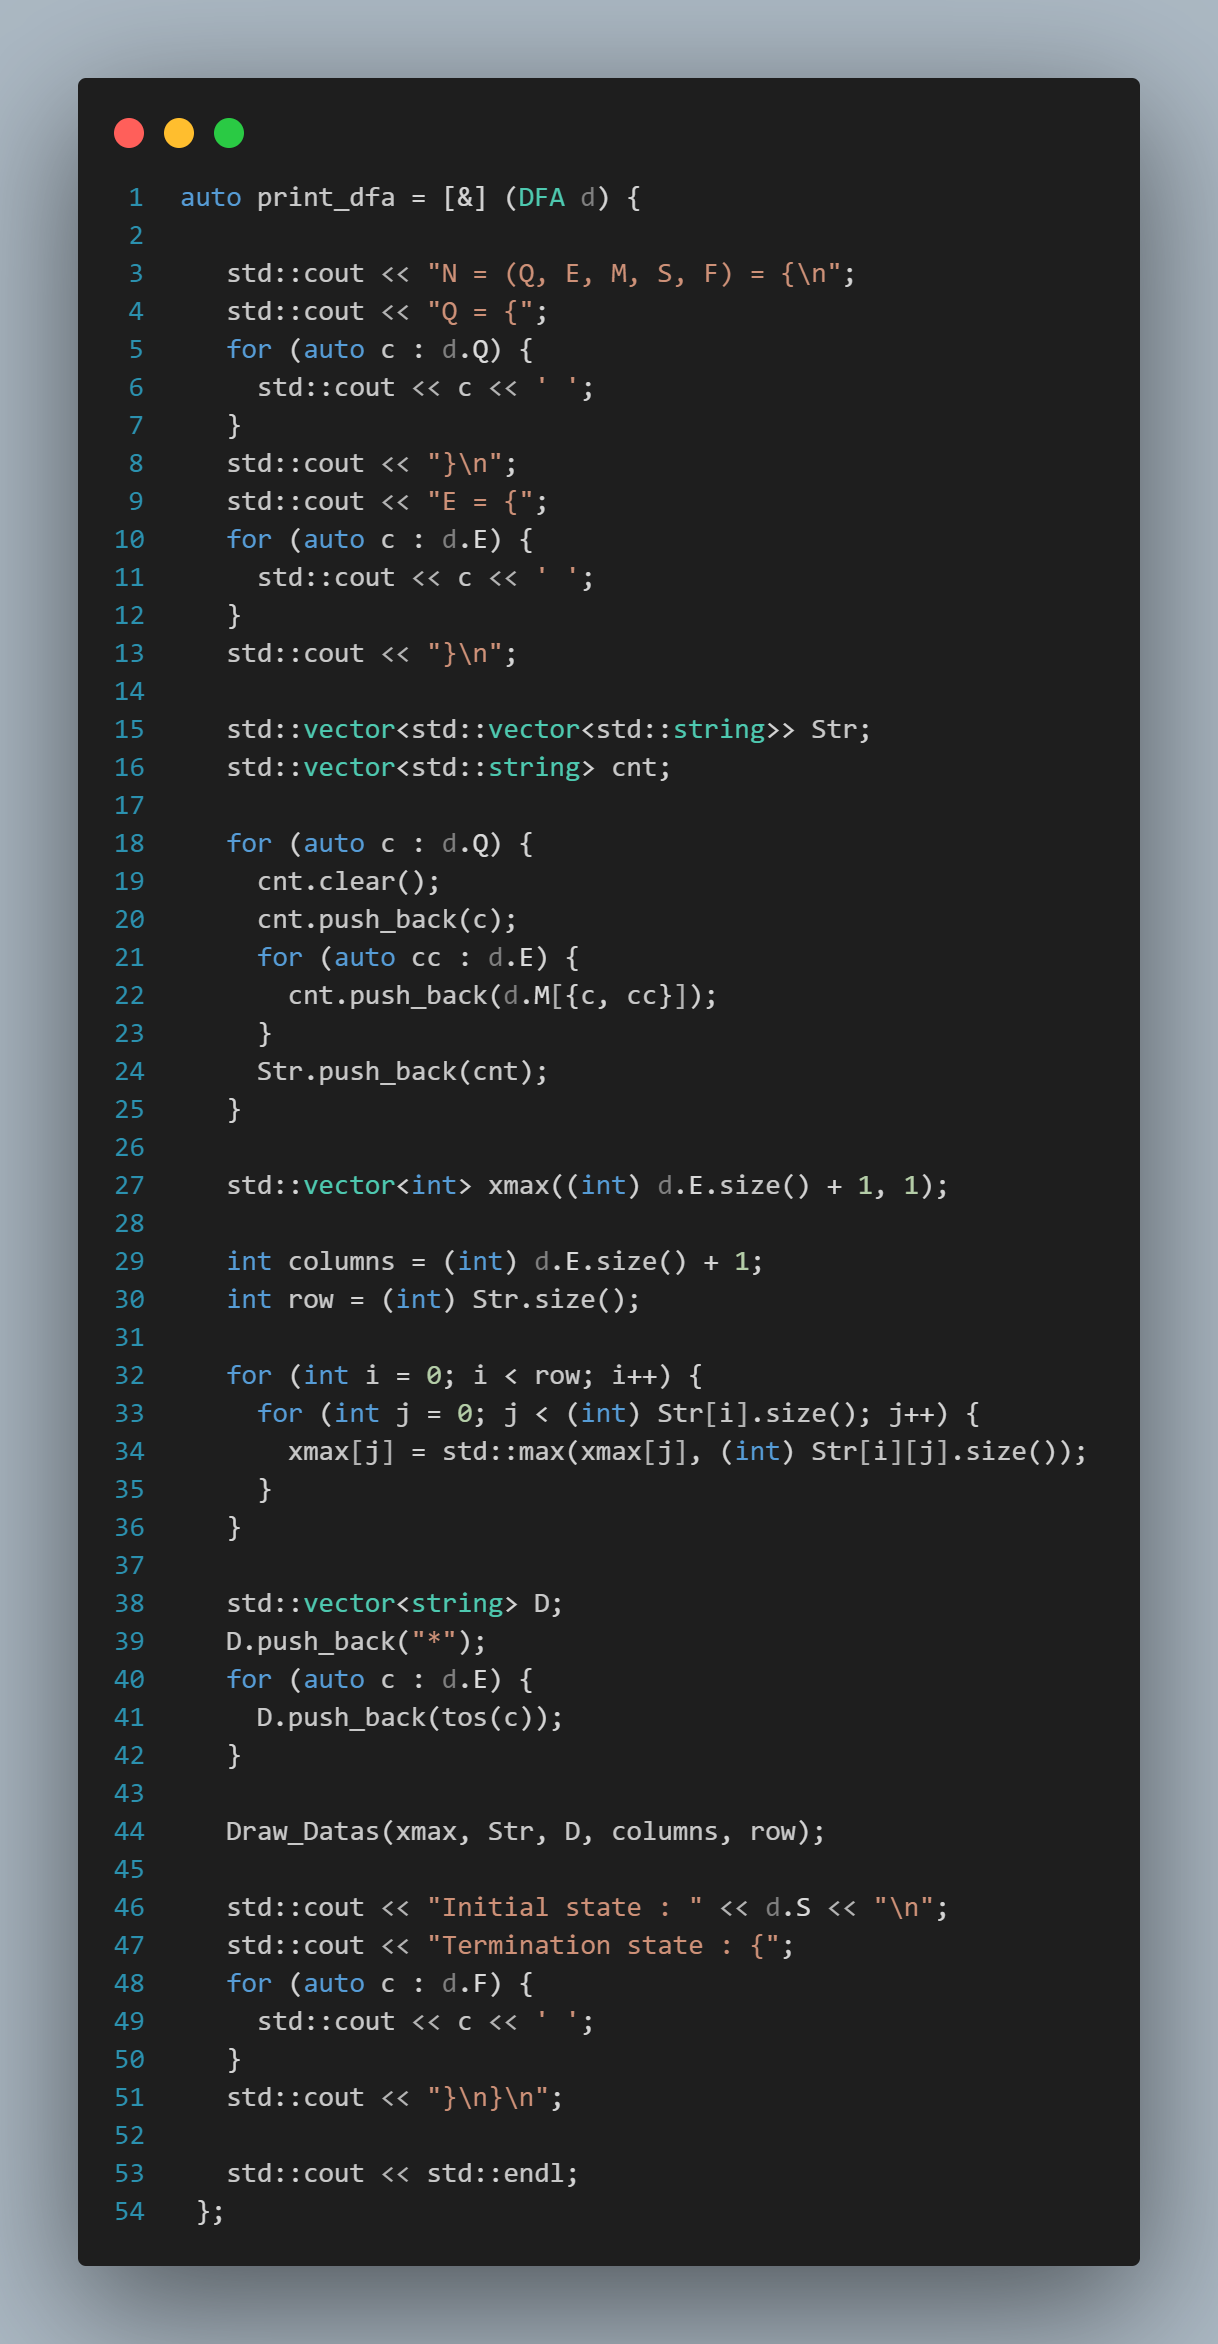 1 auto print_dfa = [&] (DFA d) {
2
3 std::cout << "N = (Q, E, M, S, F) = {\n";
4 std::cout << "Q = {";
5 for (auto c : d.Q) {
6 std::cout << c << ' ';
7 }
8 std::cout << "}\n";
9 std::cout << "E = {";
10 for (auto c : d.E) {
11 std::cout << c << ' ';
12 }
13 std::cout << "}\n";
14
15 std::vector<std::vector<std::string>> Str;
16 std::vector<std::string> cnt;
17
18 for (auto c : d.Q) {
19 cnt.clear();
20 cnt.push_back(c);
21 for (auto cc : d.E) {
22 cnt.push_back(d.M[{c, cc}]);
23 }
24 Str.push_back(cnt);
25 }
26
27 std::vector<int> xmax((int) d.E.size() + 1, 1);
28
29 int columns = (int) d.E.size() + 1;
30 int row = (int) Str.size();
31
32 for (int i = 0; i < row; i++) {
33 for (int j = 0; j < (int) Str[i].size(); j++) {
34 xmax[j] = std::max(xmax[j], (int) Str[i][j].size());
35 }
36 }
37
38 std::vector<string> D;
39 D.push_back("*");
40 for (auto c : d.E) {
41 D.push_back(tos(c));
42 }
43
44 Draw_Datas(xmax, Str, D, columns, row);
45
46 std::cout << "Initial state : " << d.S << "\n";
47 std::cout << "Termination state : {";
48 for (auto c : d.F) {
49 std::cout << c << ' ';
50 }
51 std::cout << "}\n}\n";
52
53 std::cout << std::endl;
54 };